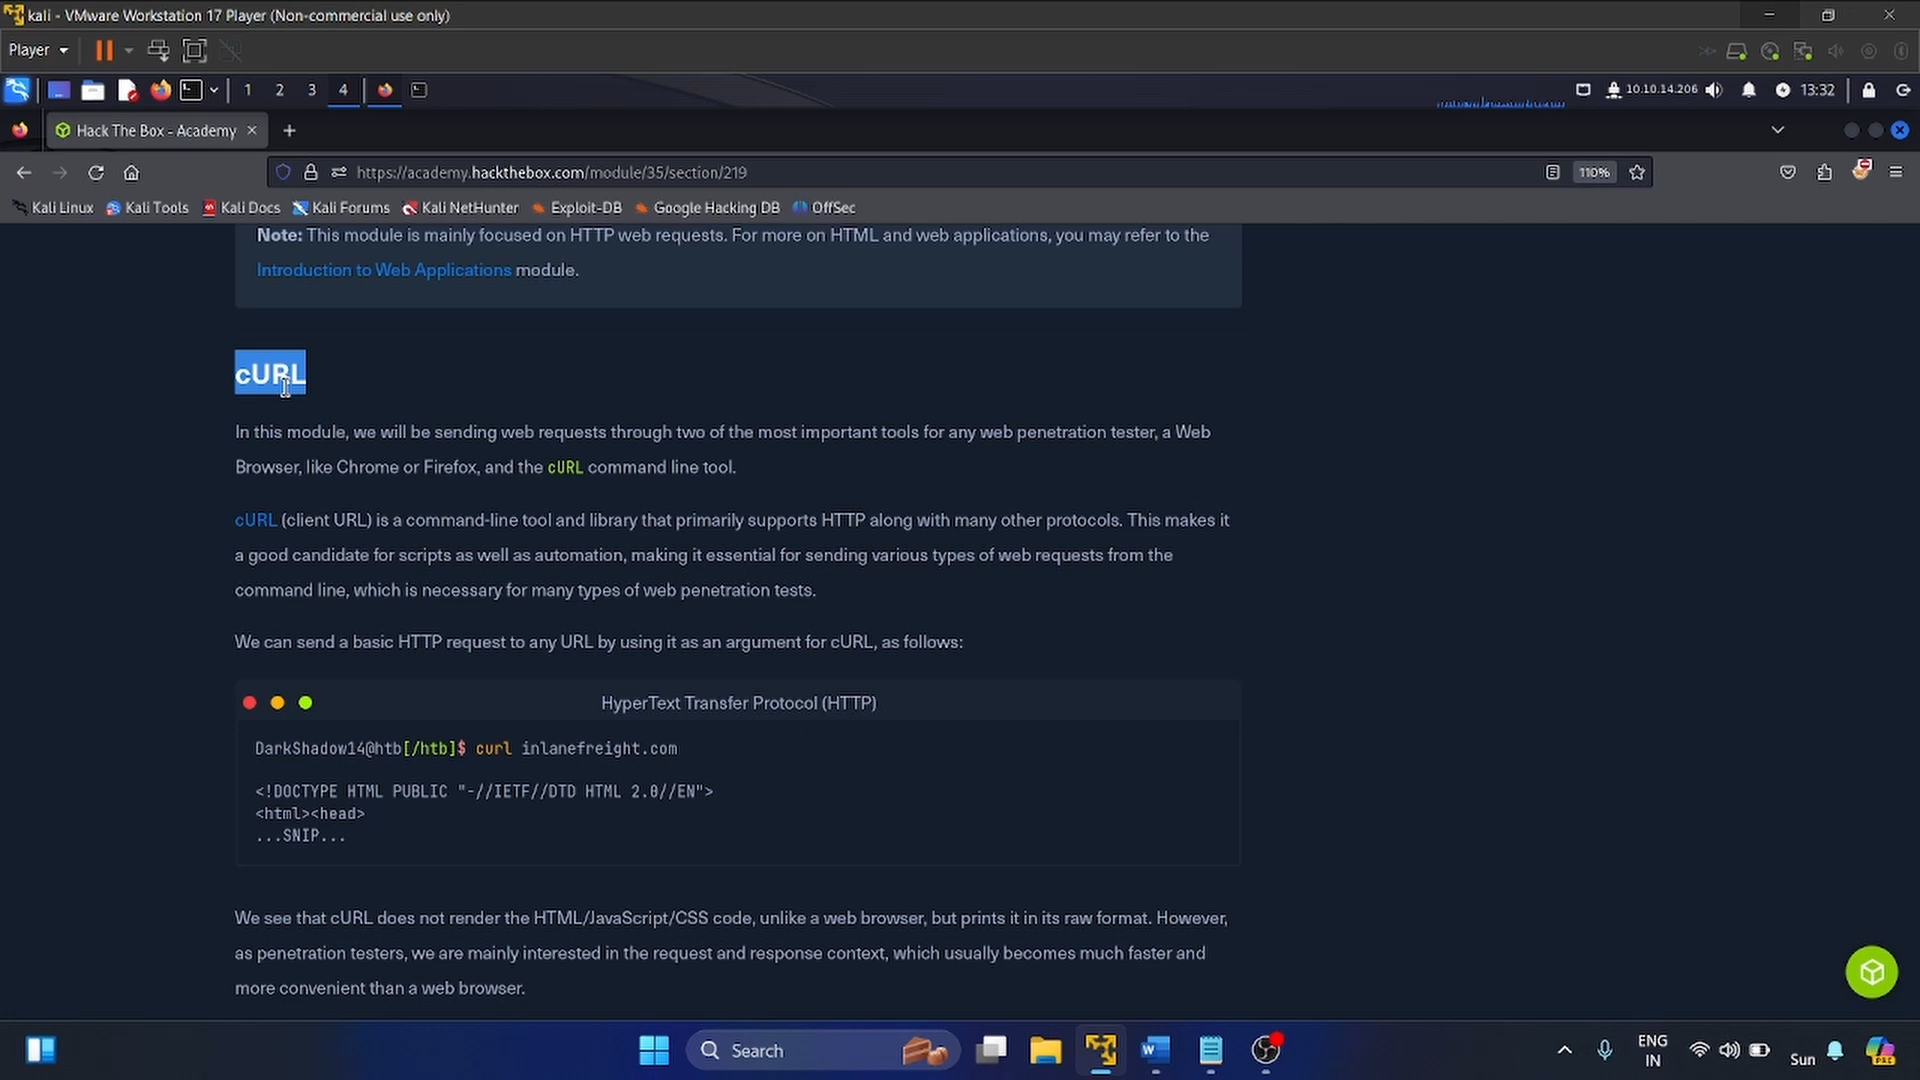 kali - VMware Workstation 17 Player (Non-commercial use only)
Player
1 2 3 4
10.10.14.206
13:32
Hack The Box - Academy
https://academy.hackthebox.com/module/35/section/219
110%
Kali Linux Kali Tools Kali Docs Kali Forums Kali NetHunter Exploit-DB Google Hacking DB OffSec
Note: This module is mainly focused on HTTP web requests. For more on HTML and web applications, you may refer to the
Introduction to Web Applications module.
cURL
In this module, we will be sending web requests through two of the most important tools for any web penetration tester, a Web
Browser, like Chrome or Firefox, and the cURL command line tool.
cURL (client URL) is a command-line tool and library that primarily supports HTTP along with many other protocols. This makes it
a good candidate for scripts as well as automation, making it essential for sending various types of web requests from the
command line, which is necessary for many types of web penetration tests.
We can send a basic HTTP request to any URL by using it as an argument for cURL, as follows:
HyperText Transfer Protocol (HTTP)
DarkShadow14@htb[/htb]$ curl inlanefreight.com
<!DOCTYPE HTML PUBLIC "-//IETF//DTD HTML 2.0//EN">
<html><head>
...SNIP...
We see that cURL does not render the HTML/JavaScript/CSS code, unlike a web browser, but prints it in its raw format. However,
as penetration testers, we are mainly interested in the request and response context, which usually becomes much faster and
more convenient than a web browser.
Search
ENG
IN
Sun